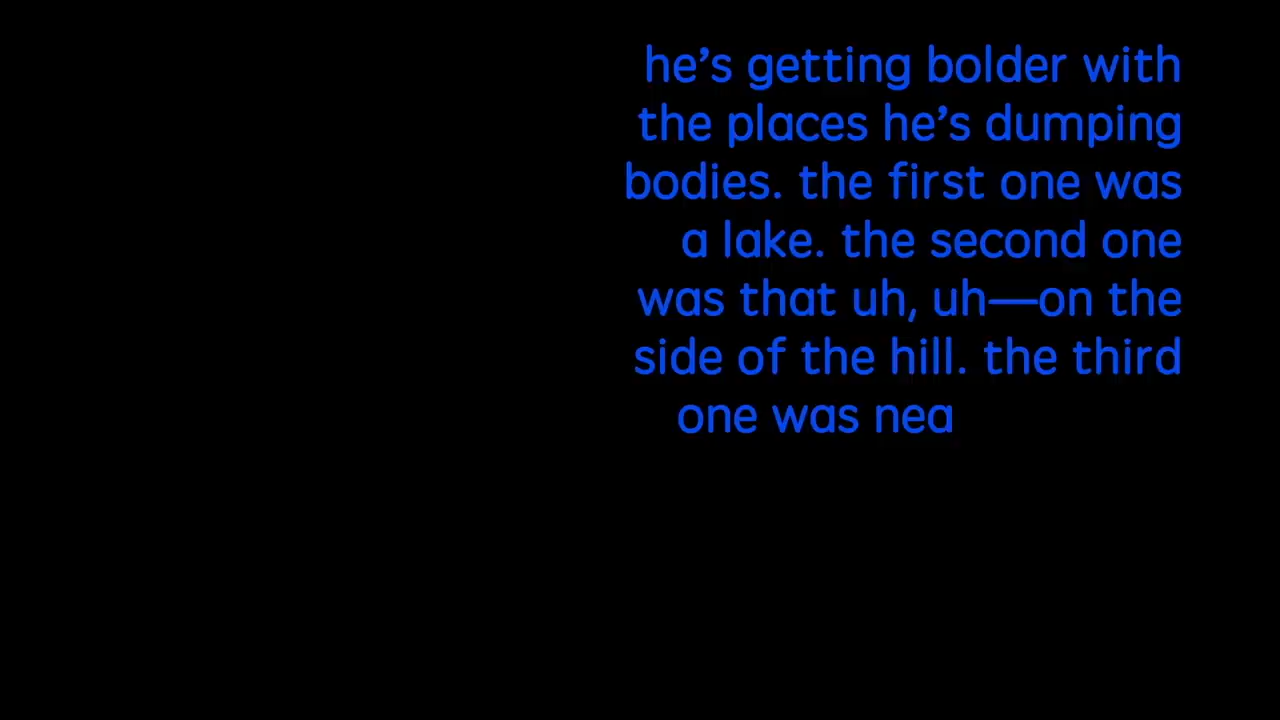 he’s getting bolder with
the places he’s dumping
bodies. the first one was
a lake. the second one
was that uh, uh—on the
side of the hill. the third
one was nea